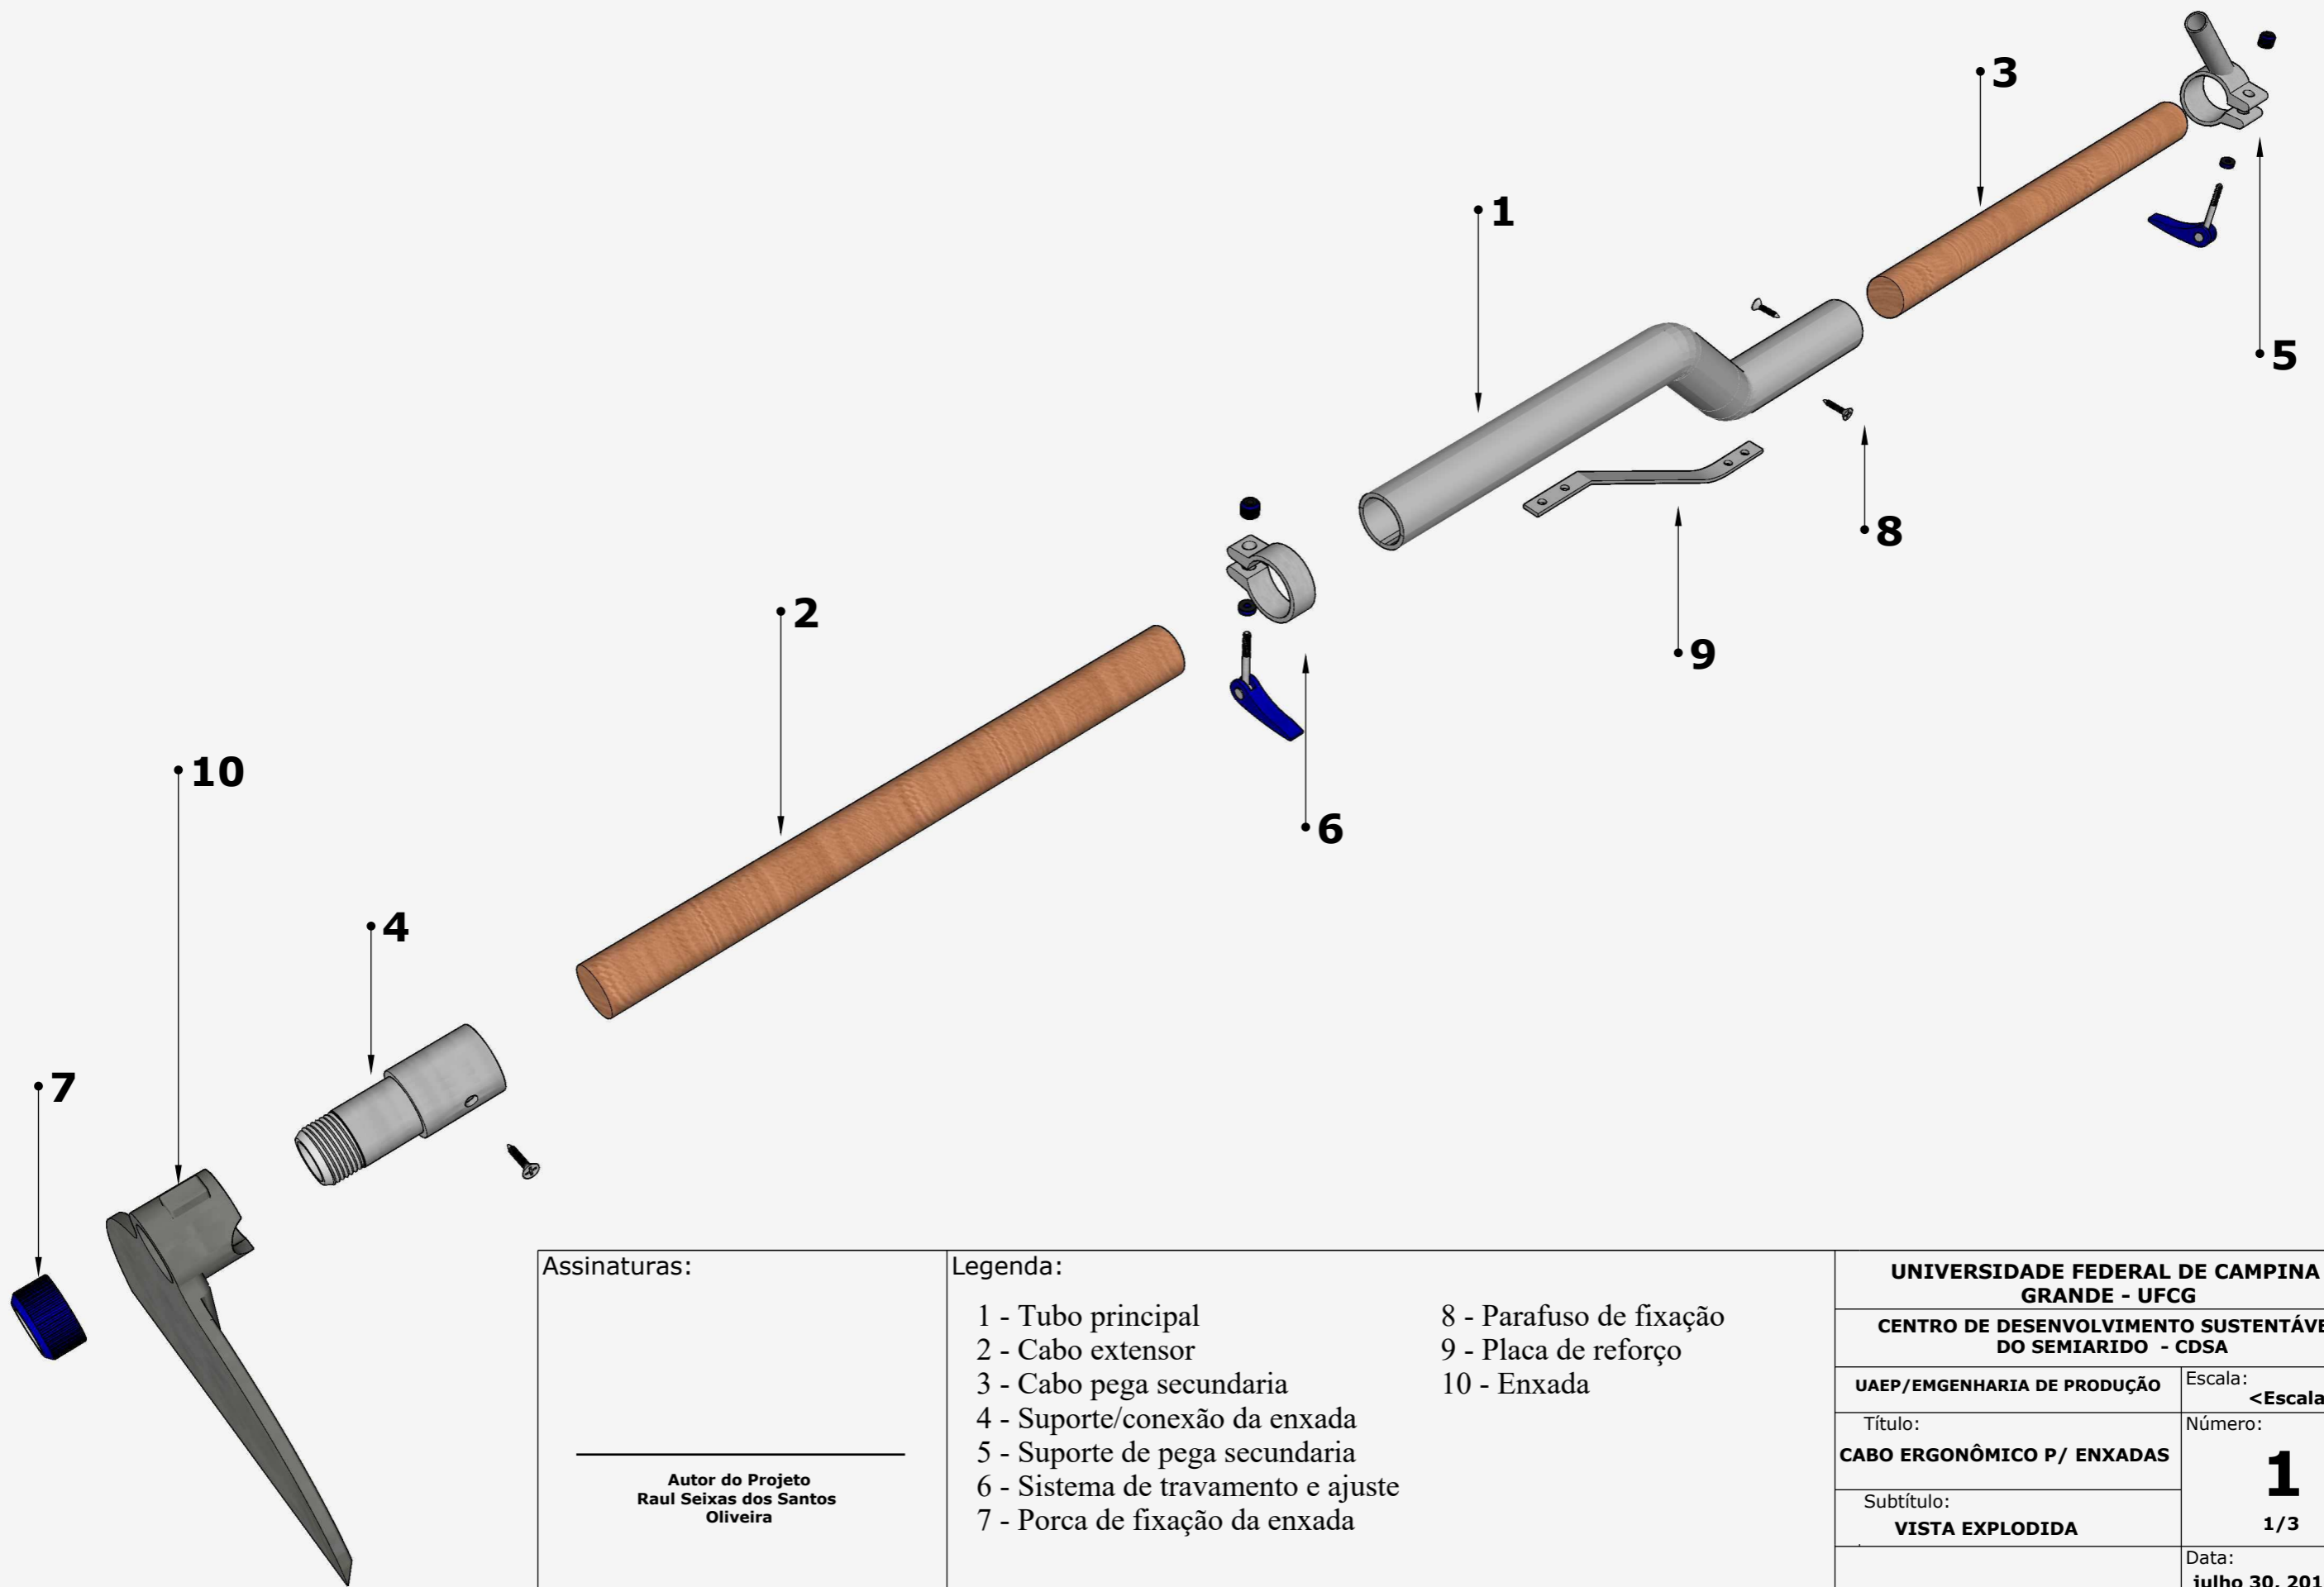 3
1
5
8
9
2
6
10
4
7
Assinaturas:
Autor do Projeto
Raul Seixas dos Santos
Oliveira
Legenda:
1 - Tubo principal
2 - Cabo extensor
3 - Cabo pega secundaria
4 - Suporte/conexão da enxada
5 - Suporte de pega secundaria
6 - Sistema de travamento e ajuste
7 - Porca de fixação da enxada
8 - Parafuso de fixação
9 - Placa de reforço
10 - Enxada
UNIVERSIDADE FEDERAL DE CAMPINA
GRANDE - UFCG
CENTRO DE DESENVOLVIMENTO
DO SEMIARIDO - CDSA
UAEP/EMGENHARIA DE PRODUÇÃO
Escala:
<Escala
Título:
CABO ERGONÔMICO P/ ENXADAS
Número:
1
1/3
Subtítulo:
VISTA EXPLODIDA
Data:
julho 30,